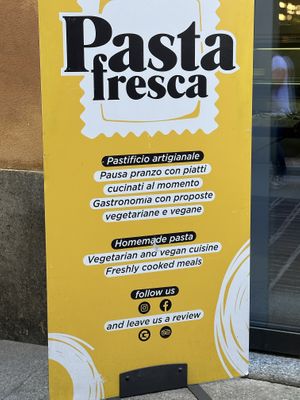 Pasta
fresca
Pastificio artigianale
Pausa pranzo con piatti
cucinati al momento
Gastronomia con proposte
vegetariane e vegane
Homemade pasta
Vegetarian and vegan cuisine
Freshly cooked meals
follow us
and leave us a review
G